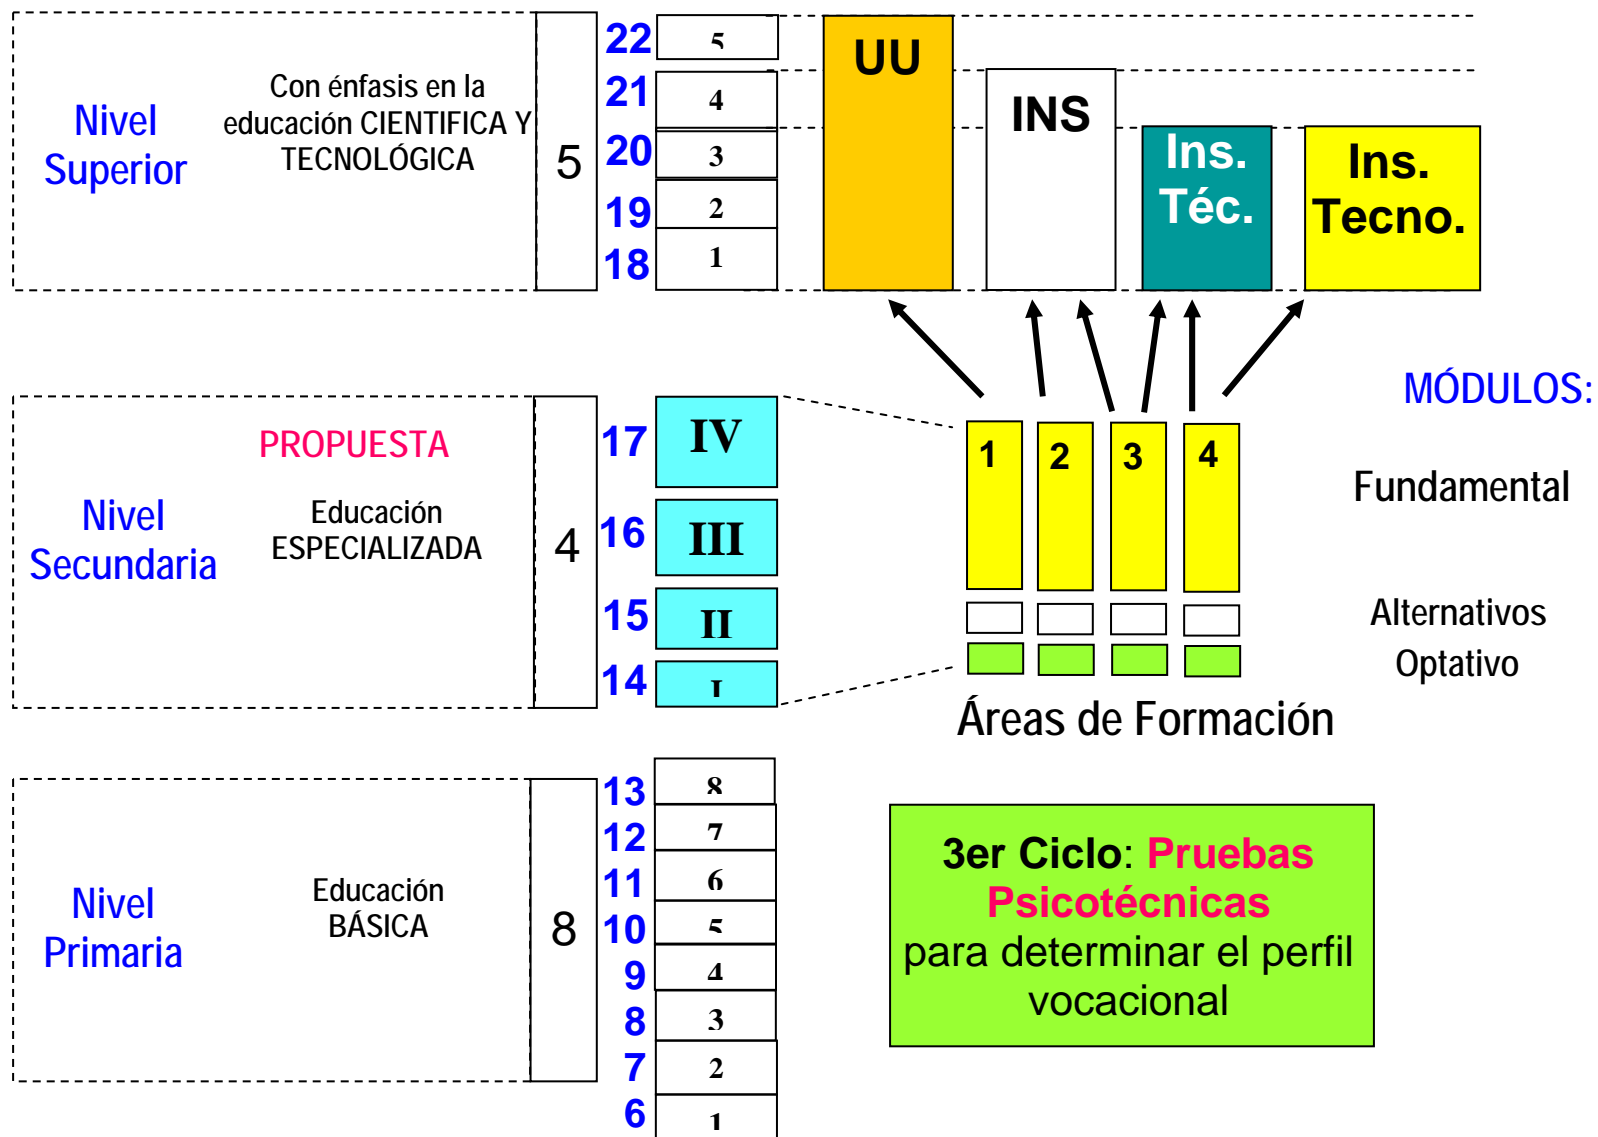 Nivel
Superior
Con énfasis en la
educación CIENTIFICA Y
TECNOLÓGICA
5
22
5
21
4
20
3
19
2
18
1
UU
INS
Ins.
Téc.
Ins.
Tecno.
Nivel
Secundaria
PROPUESTA
Educación
ESPECIALIZADA
4
17
IV
16
III
15
II
14
I
1
2
3
4
MÓDULOS:
Fundamental
Alternativos
Optativo
Áreas de Formación
Nivel
Primaria
Educación
BÁSICA
8
13
8
12
7
11
6
10
5
9
4
8
3
7
2
6
1
3er Ciclo: Pruebas
Psicotécnicas
para determinar el perfil
vocacional